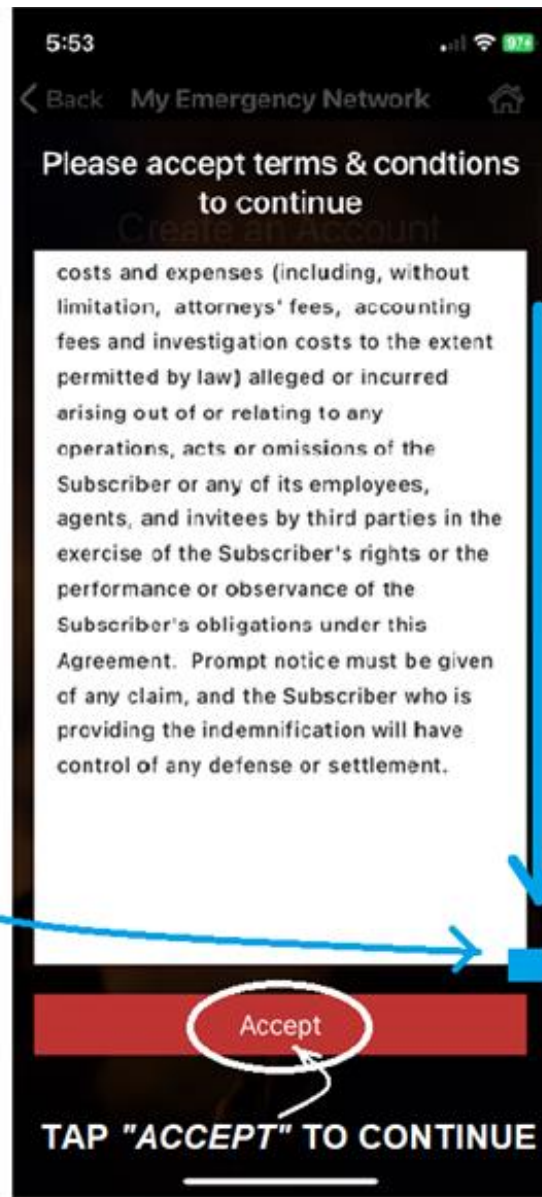 5:53
97
Back My Emergency Network
Please accept terms & condtions
to continue
Create an Account
costs and expenses (including, without
limitation, attorneys' fees, accounting
fees and investigation costs to the extent
permitted by law) alleged or incurred
arising out of or relating to any
operations, acts or omissions of the
Subscriber or any of its employees,
agents, and invitees by third parties in the
exercise of the Subscriber's rights or the
performance or observance of the
Subscriber's obligations under this
Agreement. Prompt notice must be given
of any claim, and the Subscriber who is
providing the indemnification will have
control of any defense or settlement.
Accept
TAP "ACCEPT" TO CONTINUE